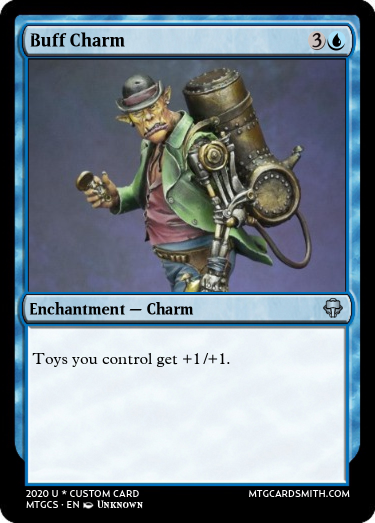 Buff Charm 3
Enchantment — Charm
Toys you control get +1/+1.
2020 U * CUSTOM CARD
MTGCARDSMITH.COM
MTGCS · EN Unknown